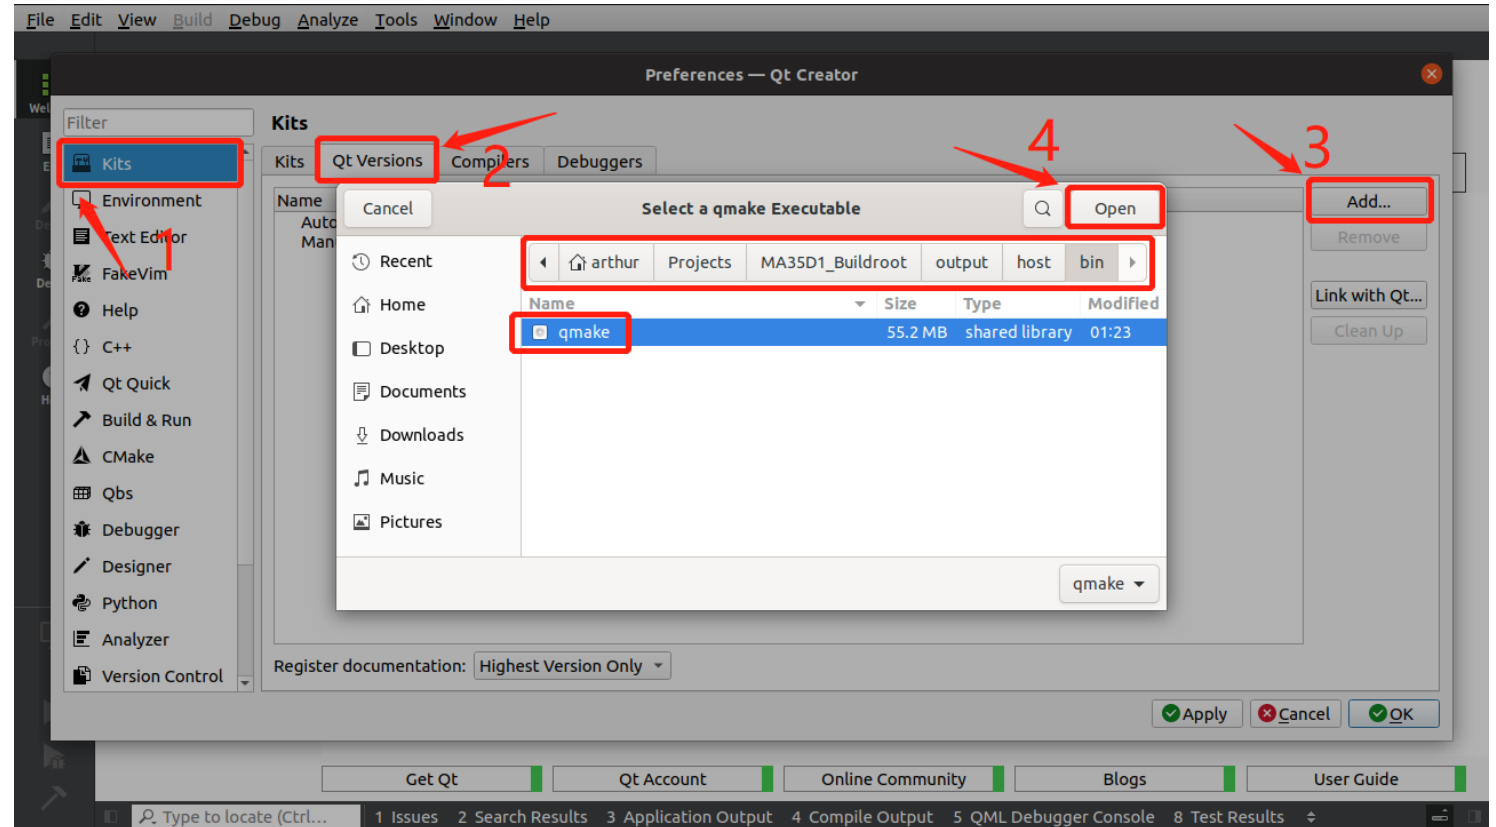 File Edit View Build Debug Analyze Tools Window Help
Preferences — Qt Creator
Wel
Filter
Kits
4
3
Kits
Kits Qt Versions Compilers Debuggers
2
Environment
Name
Cancel
Select a qmake Executable
Open
Add...
Auto
Text Editor
1
Man
Remove
FakeVim
Recent
arthur Projects MA35D1_Buildroot output host bin
Help
Home
Name Size Type Modified
Link with Qt...
qmake 55.2 MB shared library 01:23
Clean Up
{} C++
Desktop
Qt Quick
Documents
Build & Run
Downloads
CMake
Music
Qbs
Pictures
Debugger
Designer
qmake
Python
Analyzer
Register documentation: Highest Version Only
Version Control
Apply Cancel OK
Get Qt Qt Account Online Community Blogs User Guide
Type to locate (Ctrl... 1 Issues 2 Search Results 3 Application Output 4 Compile Output 5 QML Debugger Console 8 Test Results